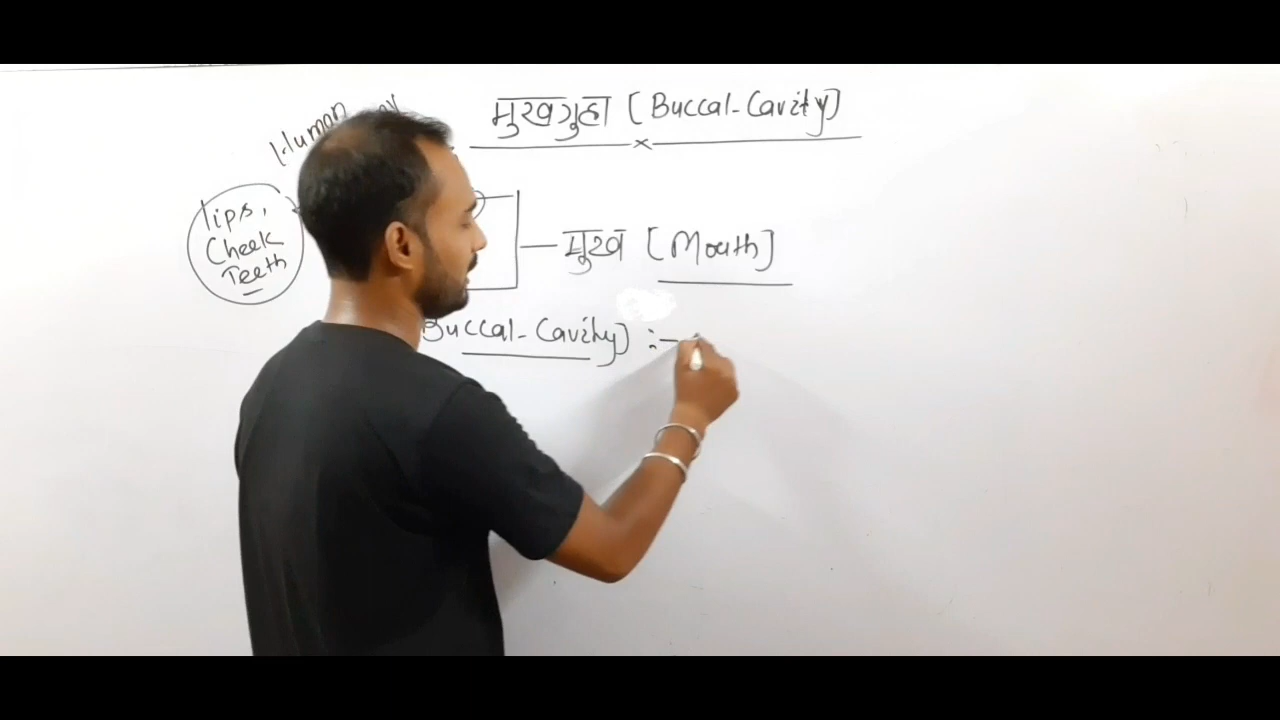 मुखगुहा [Buccal-Cavity]
Human
lips,
Cheek
Teeth
मुख [Mouth]
Buccal-Cavity) :-